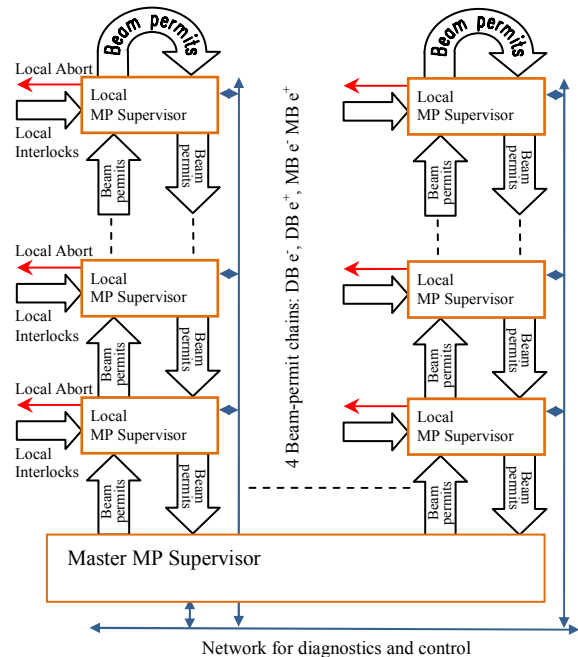 Beam permits
Beam permits
Local Abort
Local
MP Supervisor
Local
Interlocks
Beam
permits
Beam
permits
Local
MP Supervisor
Beam
permits
Beam
permits
Local Abort
Local
MP Supervisor
Local
Interlocks
Beam
permits
Beam
permits
Local
MP Supervisor
Beam
permits
Beam
permits
Local Abort
Local
MP Supervisor
Local
Interlocks
Beam
permits
Beam
permits
Local
MP Supervisor
Beam
permits
Beam
permits
4 Beam-permit chains: DB e-, DB e+, MB e- MB e+
Master MP Supervisor
Network for diagnostics and control